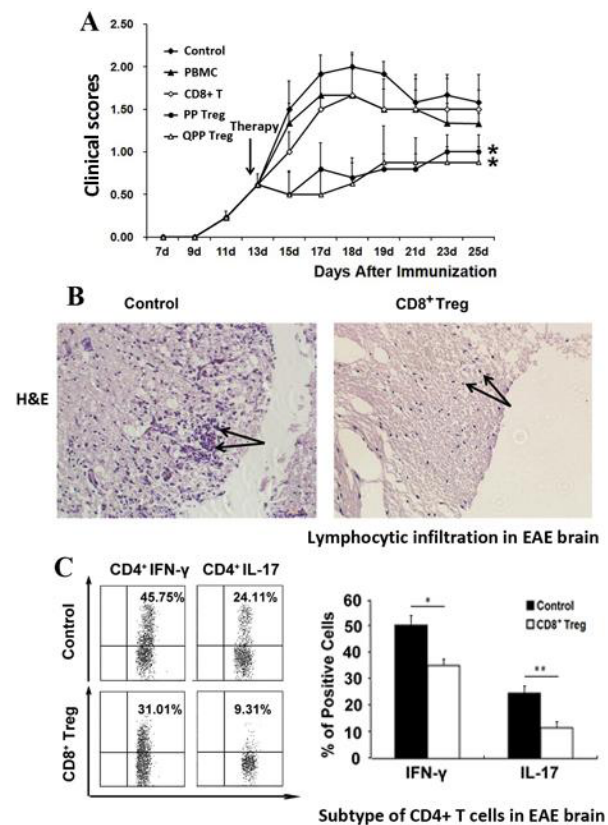 A
Clinical scores
2.00
1.50
1.00
0.50
0.00
Control
PBMC
CD8+ T
PP Treg
QPP Treg
Therapy
*
*
7d 9d 11d 13d 15d 17d 18d 19d 21d 23d 25d
Days After Immunization
B
Control CD8⁺ Treg
H&E
Lymphocytic infiltration in EAE brain
C
CD4⁺ IFN-γ CD4⁺ IL-17
Control
45.75% 24.11%
CD8⁺ Treg
31.01% 9.31%
% of Positive Cells
60
50
40
30
20
10
0
Control
CD8⁺ Treg
*
**
IFN-γ IL-17
Subtype of CD4+ T cells in EAE brain